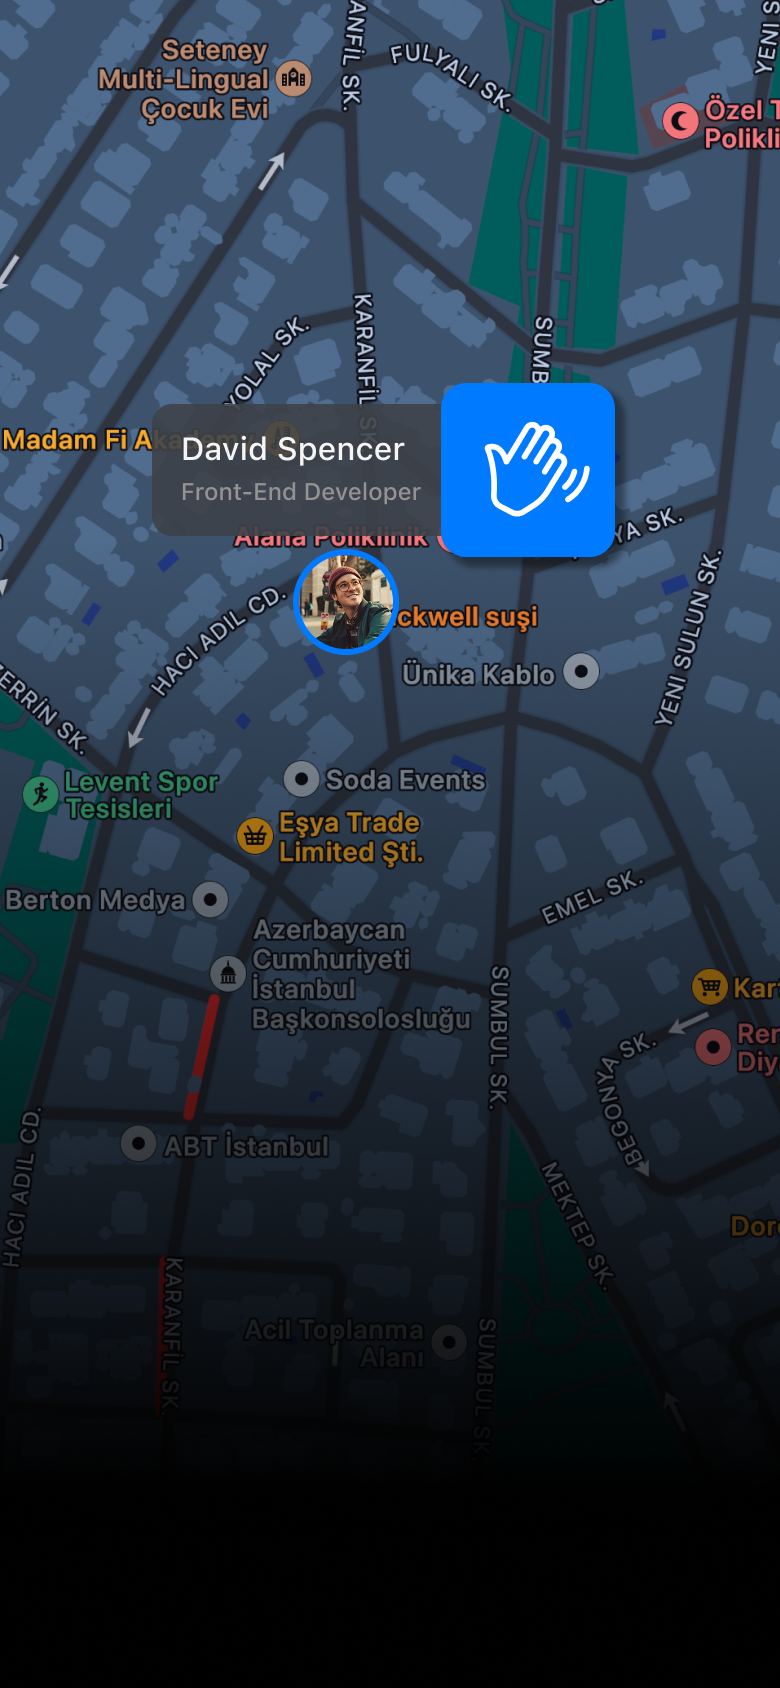 ANFİL SK.
FULYALI SK.
YENI S
Seteney
Multi-Lingual
Çocuk Evi
Özel T
Polikli
KARANFİL SK
YOLAL SK.
SUMB
Madam Fi Akademi
David Spencer
Front-End Developer
YA SK.
Alana Poliklinik
HACI ADIL CD.
ckwell suşi
YENI SULUN SK.
Ünika Kablo
ZERRİN SK.
Levent Spor
Tesisleri
Soda Events
Eşya Trade
Limited Şti.
Berton Medya
EMEL SK.
Azerbaycan
Cumhuriyeti
İstanbul
Başkonsolosluğu
SUMBUL SK.
Kar
Ren
Diy
BEGONYA SK.
HACI ADIL CD.
ABT İstanbul
MEKTEP SK.
Dor
KARANFİL SK.
Acil Toplanma
Alanı
SUMBUL SK.